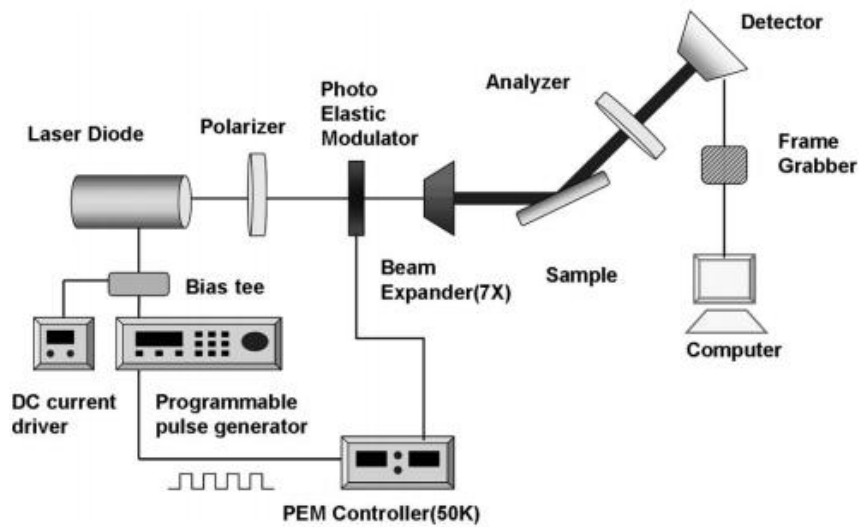 Detector
Photo
Elastic
Modulator
Analyzer
Laser Diode
Polarizer
Frame
Grabber
Beam
Expander(7X)
Sample
Bias tee
Computer
DC current
driver
Programmable
pulse generator
PEM Controller(50K)